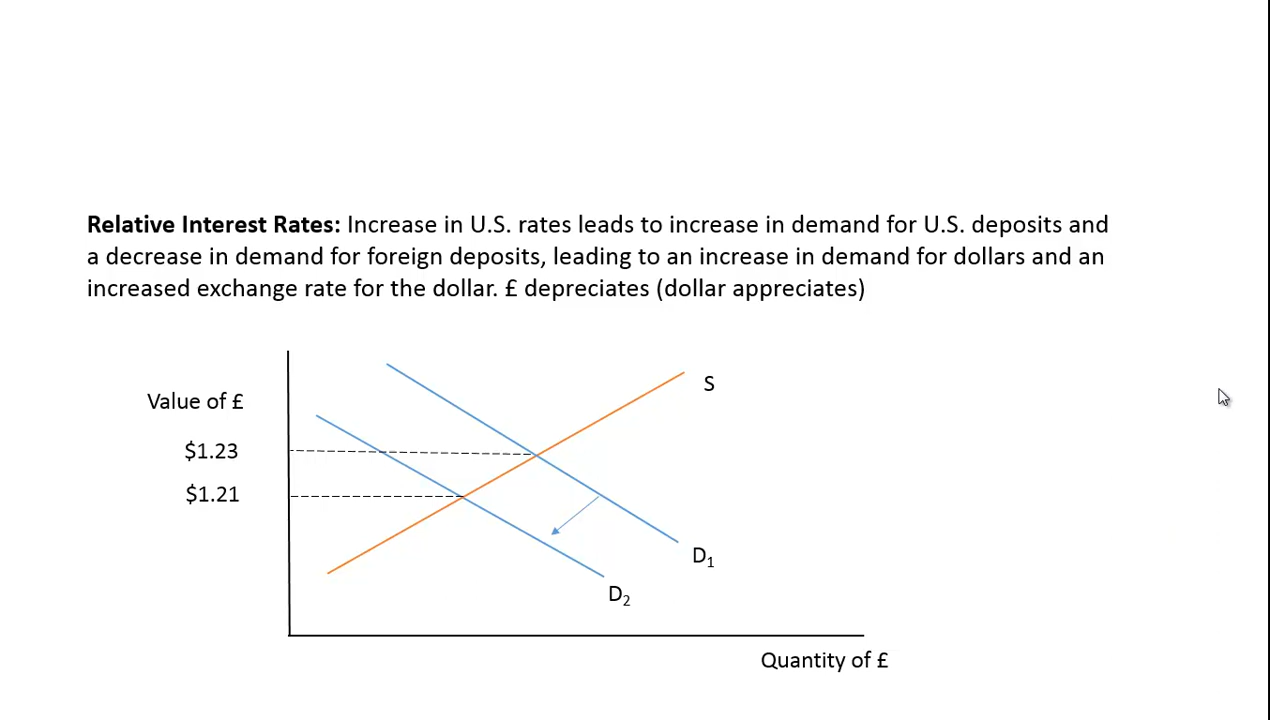 Relative Interest Rates: Increase in U.S. rates leads to increase in demand for U.S. deposits and
a decrease in demand for foreign deposits, leading to an increase in demand for dollars and an
increased exchange rate for the dollar. £ depreciates (dollar appreciates)
S
Value of £
$1.23
$1.21
D₁
D₂
Quantity of £